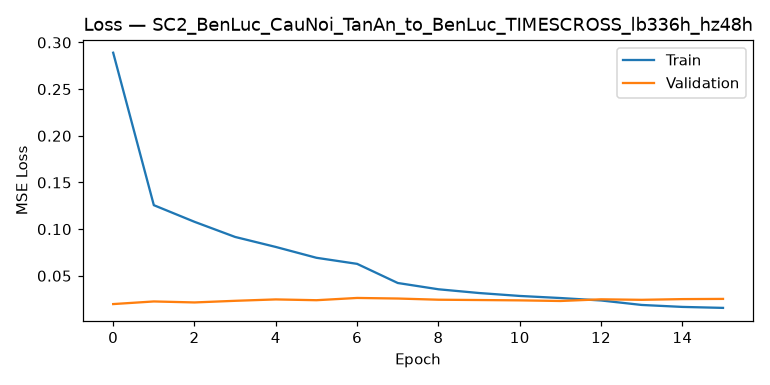 Loss — SC2_BenLuc_CauNoi_TanAn_to_BenLuc_TIMESCROSS_lb336h_hz48h
0.30
0.25
0.20
0.15
0.10
0.05
MSE Loss
Train
Validation
0 2 4 6 8 10 12 14
Epoch